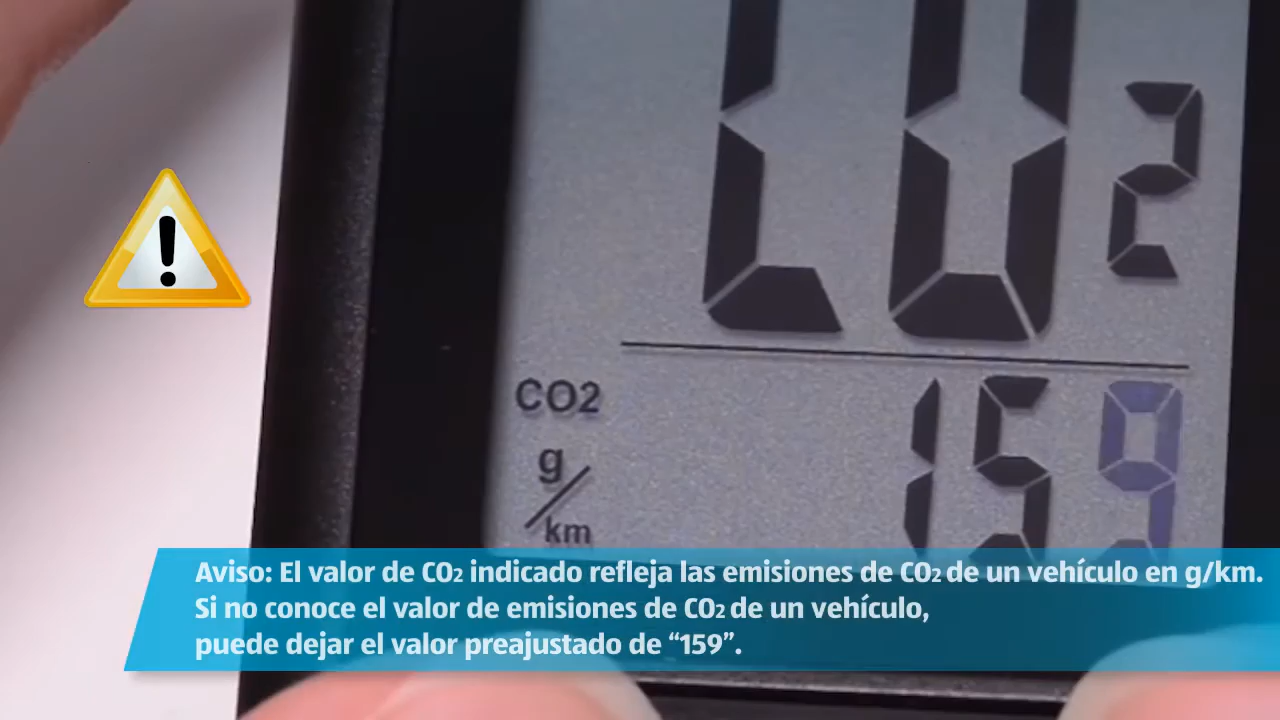 CO2
CO2
159
g/km
Aviso: El valor de CO₂ indicado refleja las emisiones de CO₂ de un vehículo en g/km.
Si no conoce el valor de emisiones de CO₂ de un vehículo,
puede dejar el valor preajustado de “159”.